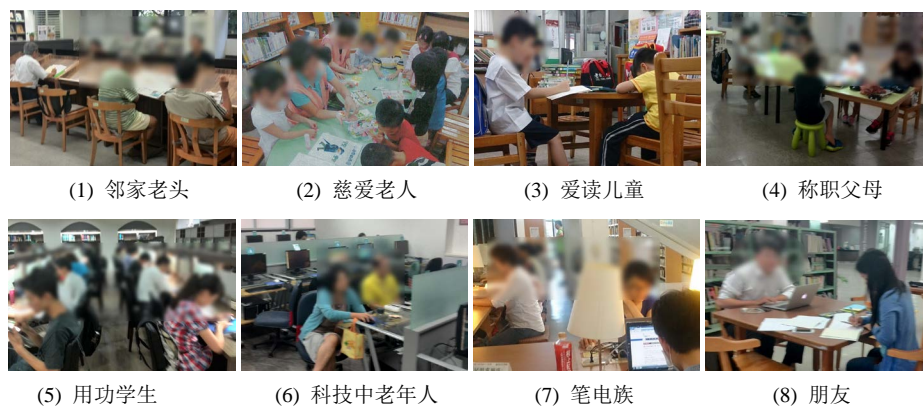 (1) 邻家老头
(2) 慈爱老人
(3) 爱读儿童
(4) 称职父母
(5) 用功学生
(6) 科技中老年人
(7) 笔电族
(8) 朋友